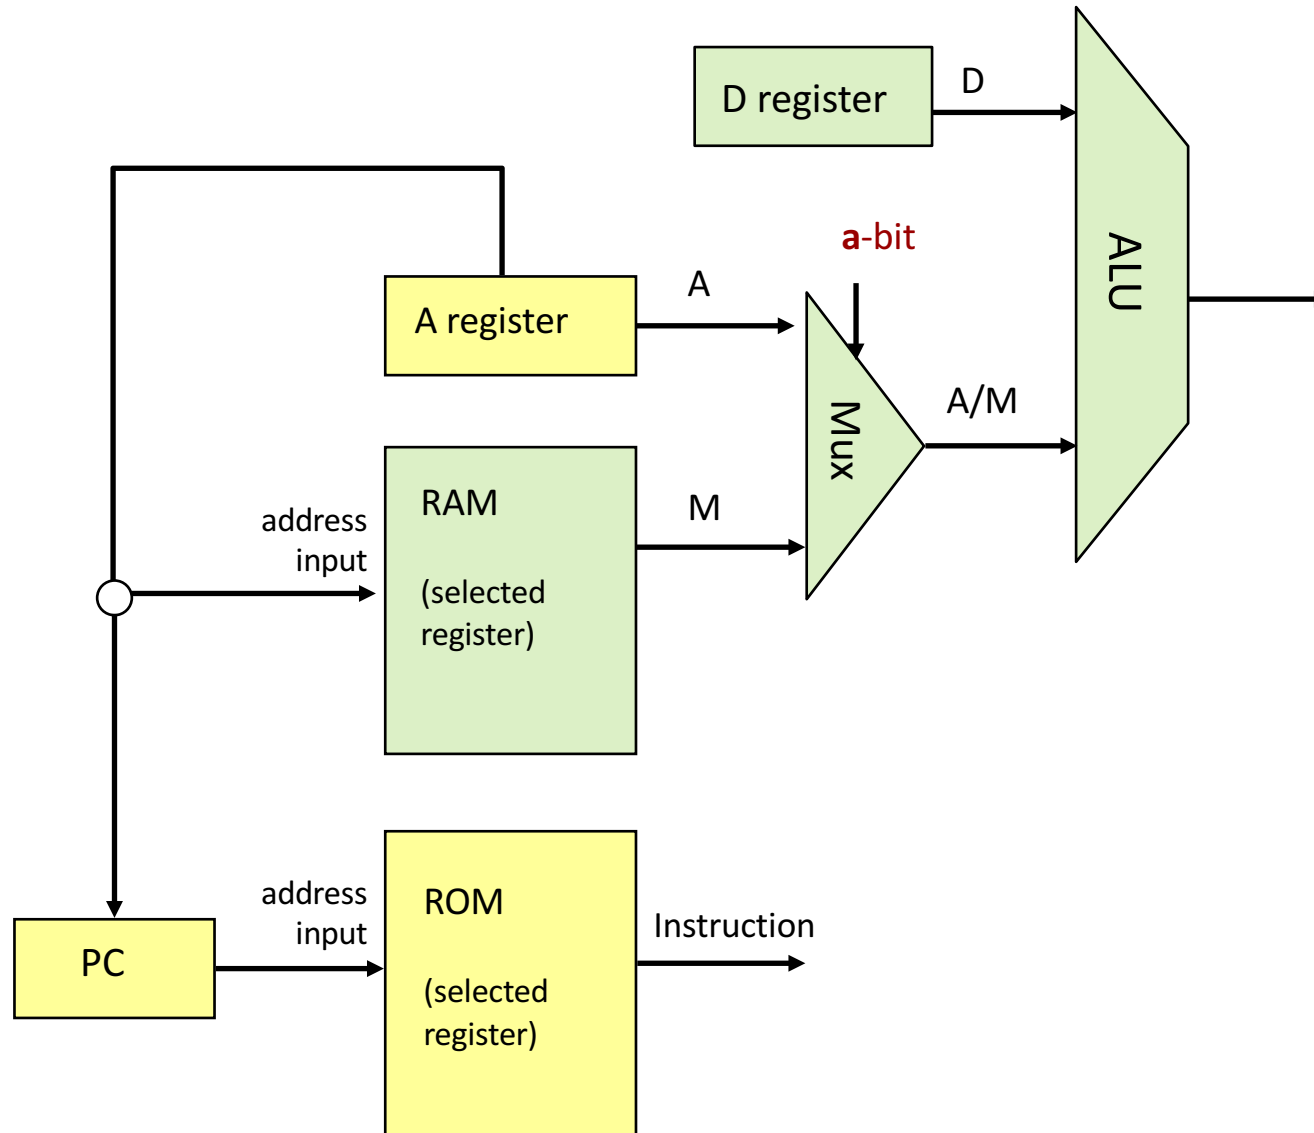 D register
D
a-bit
A register
A
ALU
Mux
A/M
RAM
(selected
register)
address
input
M
PC
address
input
ROM
(selected
register)
Instruction